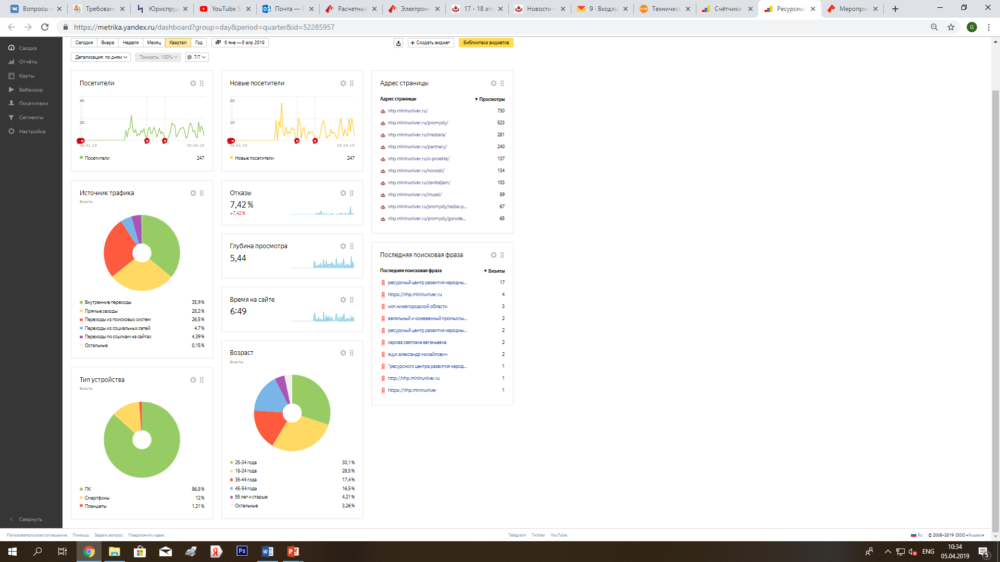 Вопросы к
Требован
Юриспруд
YouTube S
Почта —
Расчетный
Электронн
17 - 18 апр
Новости –
9 · Входящ
Техничес
Счётчики
Ресурсны
Мероприя
https://metrika.yandex.ru/dashboard?group=day&period=quarter&id=52285957
G
Сводка
Отчёты
Карты
Вебвизор
Посетители
Сегменты
Настройка
Свернуть
Сегодня Вчера Неделя Месяц Квартал Год 6 янв — 5 апр 2019
Создать виджет Библиотека виджетов
Детализация: по дням Точность: 100% 7/7
Посетители
40
20
06.01.19 05.04.19
Посетители 247
Новые посетители
20
10
06.01.19 05.04.19
Новые посетители 247
Адрес страницы
Адрес страницы ▼ Просмотры
nhp.mininuniver.ru/ 730
nhp.mininuniver.ru/promysly/ 523
nhp.mininuniver.ru/mastera/ 281
nhp.mininuniver.ru/partnery/ 240
nhp.mininuniver.ru/o-proekte/ 137
nhp.mininuniver.ru/novosti/ 134
nhp.mininuniver.ru/ceniteljam/ 103
nhp.mininuniver.ru/muzei/ 89
nhp.mininuniver.ru/promysly/rezba-p... 67
nhp.mininuniver.ru/promysly/gorode... 65
Источник трафика
Визиты
Внутренние переходы 35,9%
Прямые заходы 28,3%
Переходы из поисковых систем 26,5%
Переходы из социальных сетей 4,7%
Переходы по ссылкам на сайтах 4,39%
Остальные 0,15%
Отказы
7,42 %
+7,42 %
Глубина просмотра
5,44
Время на сайте
6:49
Последняя поисковая фраза
Последняя поисковая фраза ▼ Визиты
ресурсный центр развития народны... 17
https://nhp.mininuniver.ru 4
нхп нижегородской области 3
валяльный и кожевенный промыслы... 2
ресурсный центр развития народны... 2
серова светлана евгеньевна 2
яцук александр михайлович 2
"ресурсного центра развития народ... 1
http://nhp.mininuniver.ru 1
https://nhp.mininuniver 1
Тип устройства
Визиты
ПК 86,8%
Смартфоны 12%
Планшеты 1,21%
Возраст
Визиты
25-34 года 30,1%
18-24 года 28,5%
35-44 года 17,4%
45-54 года 16,5%
55 лет и старше 4,21%
Остальные 3,26%
Пользовательское соглашение Помощь Задать вопрос Предложить идею Telegram Twitter YouTube Ru © 2008–2019 ООО «Яндекс»
Ps
ENG
10:34
05.04.2019
5